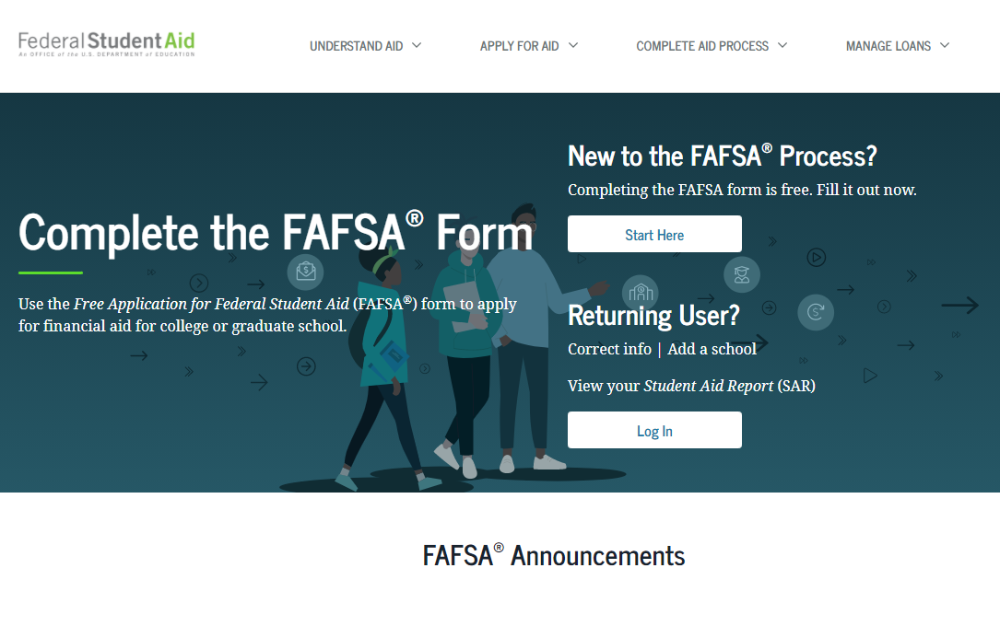 Federal Student Aid
An OFFICE of the U.S. DEPARTMENT of EDUCATION
UNDERSTAND AID
APPLY FOR AID
COMPLETE AID PROCESS
MANAGE LOANS
Complete the FAFSA® Form
Use the Free Application for Federal Student Aid (FAFSA®) form to apply
for financial aid for college or graduate school.
New to the FAFSA® Process?
Completing the FAFSA form is free. Fill it out now.
Start Here
Returning User?
Correct info | Add a school
View your Student Aid Report (SAR)
Log In
FAFSA® Announcements